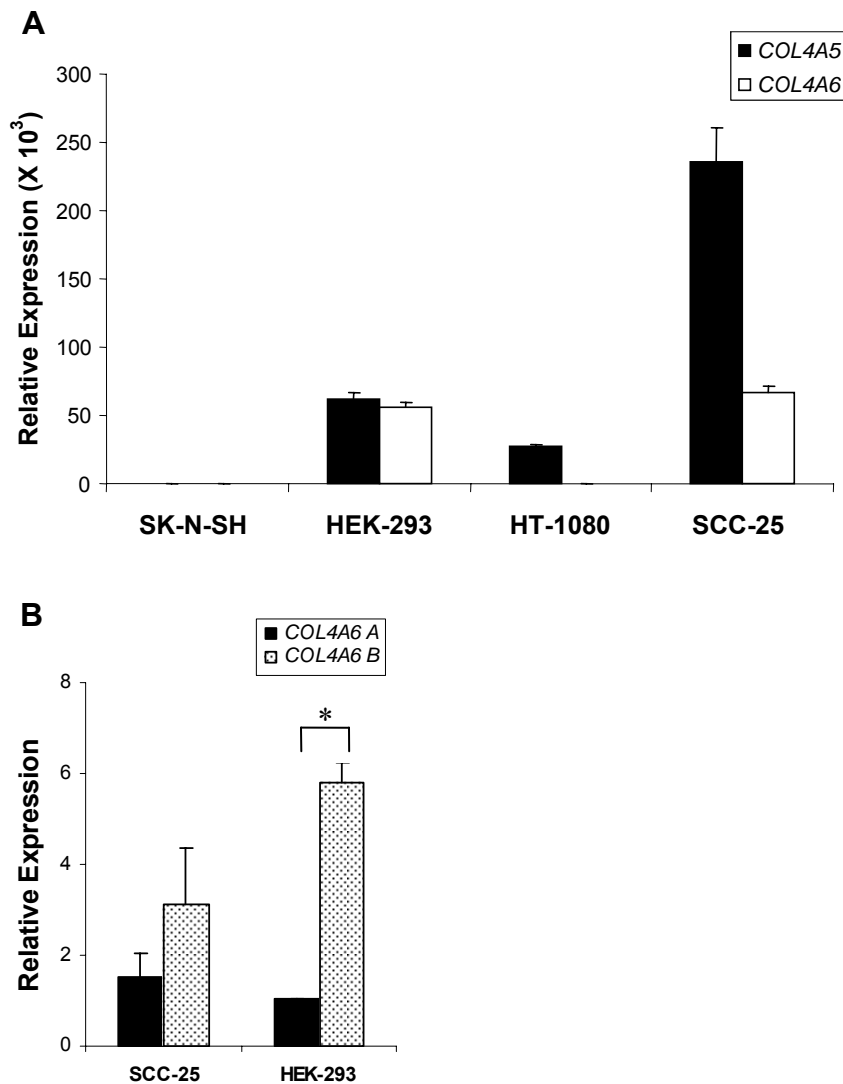 A
COL4A5
COL4A6
Relative Expression (X 10³)
300
250
200
150
100
50
0
SK-N-SH HEK-293 HT-1080 SCC-25
B
COL4A6 A
COL4A6 B
Relative Expression
8
6
4
2
0
*
SCC-25 HEK-293